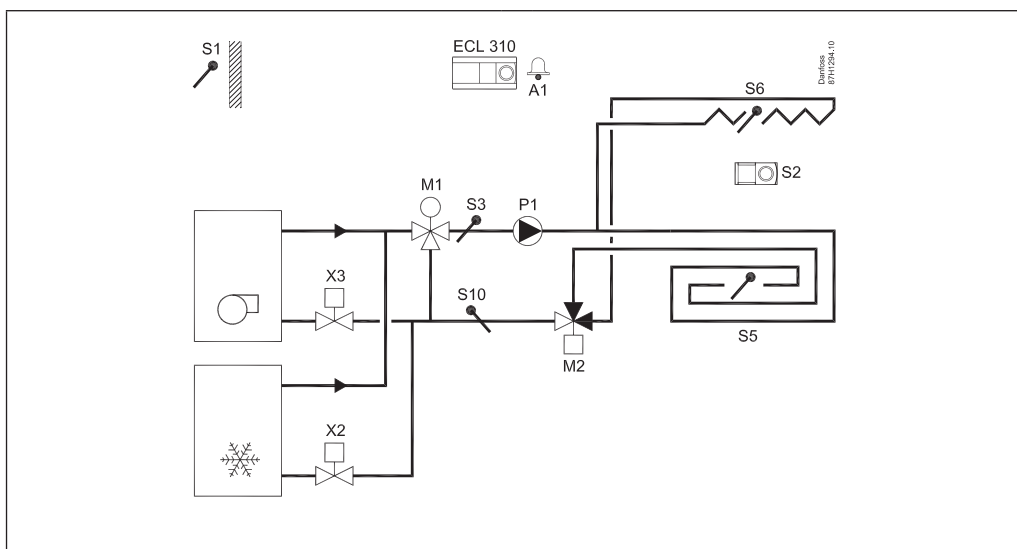 S1
ECL 310
A1
Danfoss
87H1294.10
S6
S2
M1
S3
P1
X3
S10
S5
M2
X2